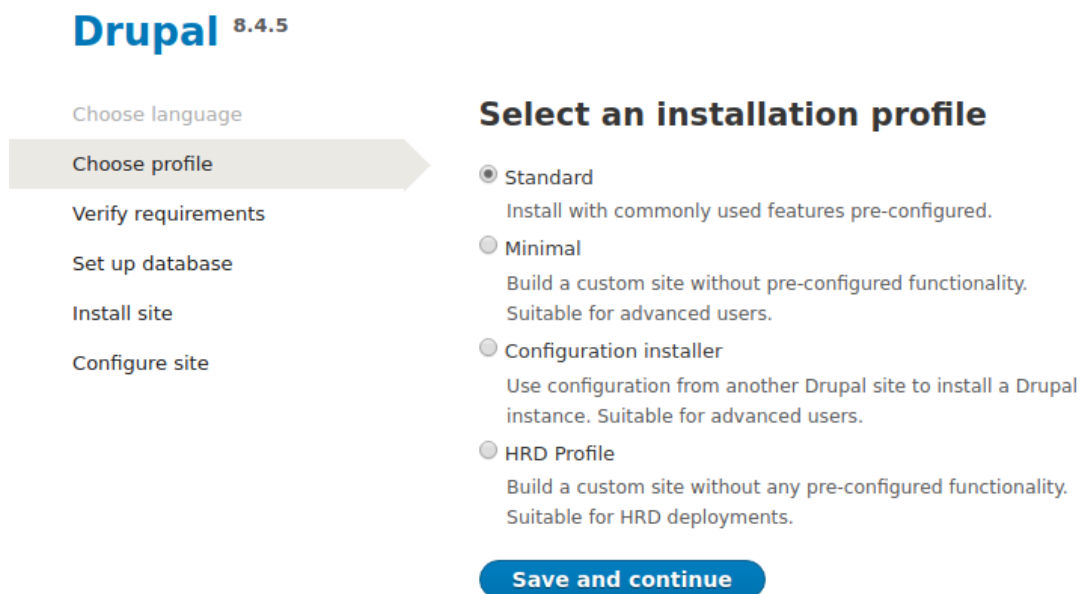 Drupal 8.4.5
Choose language
Choose profile
Verify requirements
Set up database
Install site
Configure site
Select an installation profile
Standard
Install with commonly used features pre-configured.
Minimal
Build a custom site without pre-configured functionality.
Suitable for advanced users.
Configuration installer
Use configuration from another Drupal site to install a Drupal
instance. Suitable for advanced users.
HRD Profile
Build a custom site without any pre-configured functionality.
Suitable for HRD deployments.
Save and continue